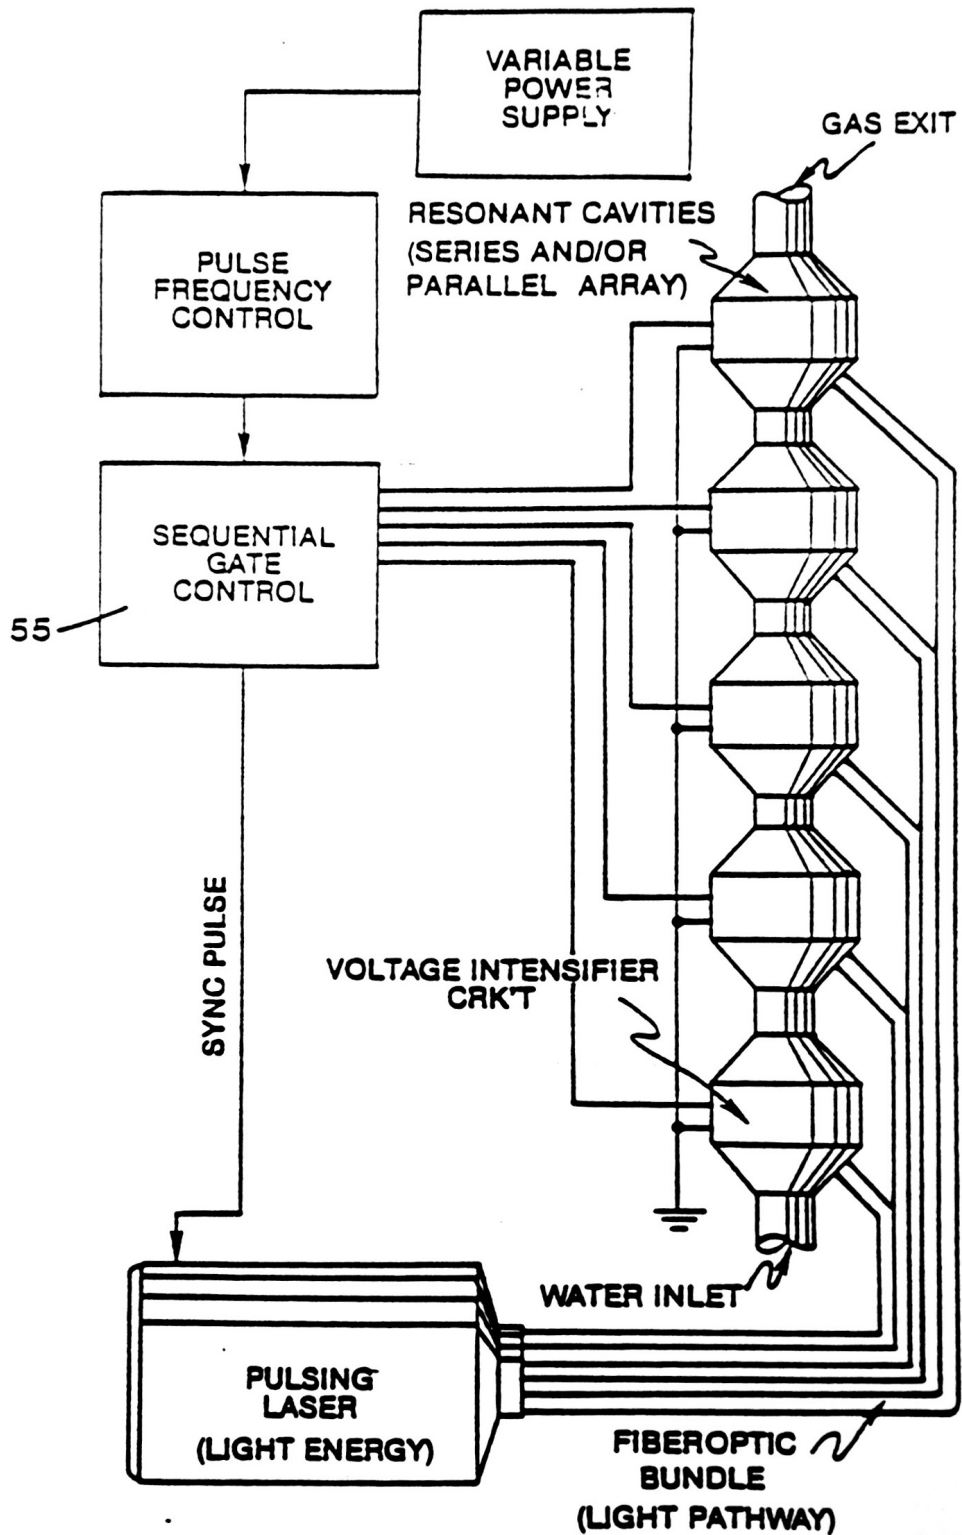 VARIABLE
POWER
SUPPLY
GAS EXIT
RESONANT CAVITIES
(SERIES AND/OR
PARALLEL ARRAY)
PULSE
FREQUENCY
CONTROL
SEQUENTIAL
GATE
CONTROL
55
SYNC PULSE
VOLTAGE INTENSIFIER
CRK'T
WATER INLET
PULSING
LASER
(LIGHT ENERGY)
FIBEROPTIC
BUNDLE
(LIGHT PATHWAY)